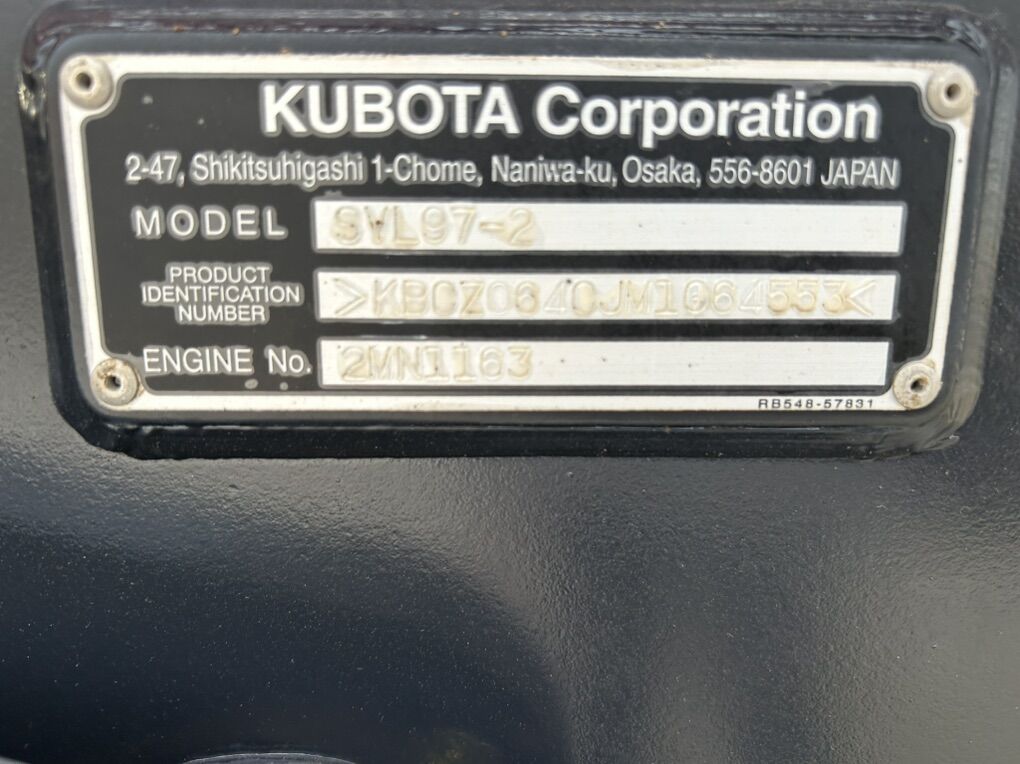 KUBOTA Corporation
2-47, Shikitsuhigashi 1-Chome, Naniwa-ku, Osaka, 556-8601 JAPAN
MODEL SVL97-2
PRODUCT
IDENTIFICATION
NUMBER
>KBCZ064CJM1G64553<
ENGINE No. 2MN1163
RB548-57831